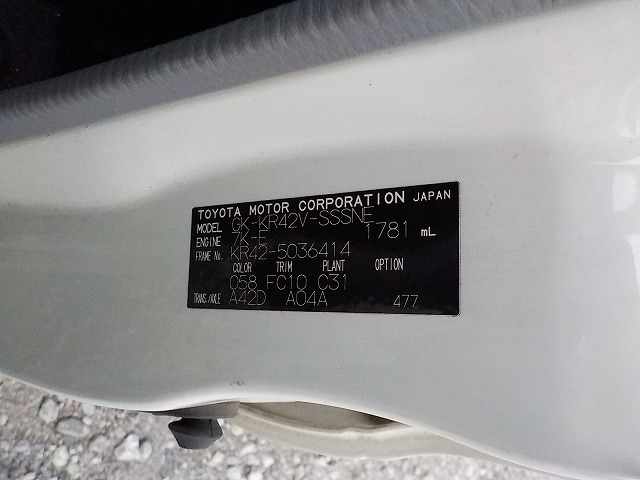 TOYOTA MOTOR CORPORATION JAPAN
MODEL GK-KR42V-SSSNE
ENGINE 7K-E 1781 mL
FRAME No. KR42-5036414
COLOR TRIM PLANT OPTION
058 FC10 C31
TRANS./AXLE A42D A04A 477